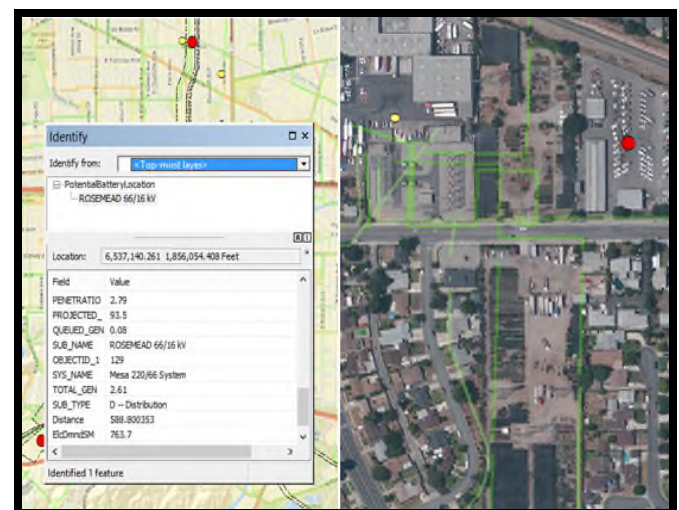 Identify
Identify from: <Top-most layer>
PotentialBatteryLocation
ROSEMEAD 66/16 kV
Location: 6,537,140.261 1,856,054.408 Feet
Field Value
PENETRATIO 2.79
PROJECTED_ 93.5
QUEUED_GEN 0.08
SUB_NAME ROSEMEAD 66/16 kV
OBJECTID_1 129
SYS_NAME Mesa 220/66 System
TOTAL_GEN 2.61
SUB_TYPE D -- Distribution
Distance 588.800353
ElcDmndSM 763.7
Identified 1 feature